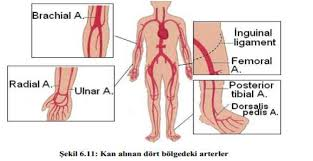 Brachial A.
Radial A.
Ulnar A.
İnguinal
ligament
Femoral
A.
Posterior
tibial A.
Dorsalis
pedis A.
Şekil 6.11: Kan alınan dört bölgedeki arterler